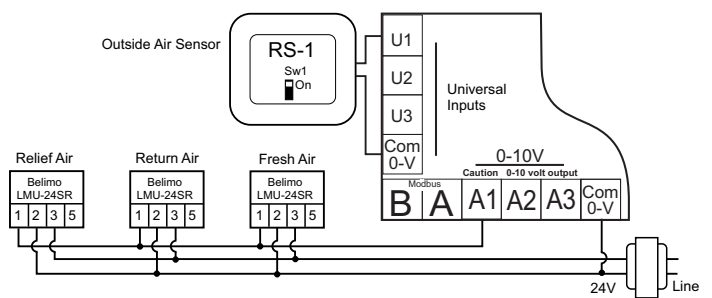 Outside Air Sensor
RS-1
Sw1
On
U1
U2
U3
Com
0-V
Universal
Inputs
0-10V
Caution 0-10 volt output
Modbus
B A A1 A2 A3 Com
0-V
Relief Air
Belimo
LMU-24SR
1 2 3 5
Return Air
Belimo
LMU-24SR
1 2 3 5
Fresh Air
Belimo
LMU-24SR
1 2 3 5
24V
Line